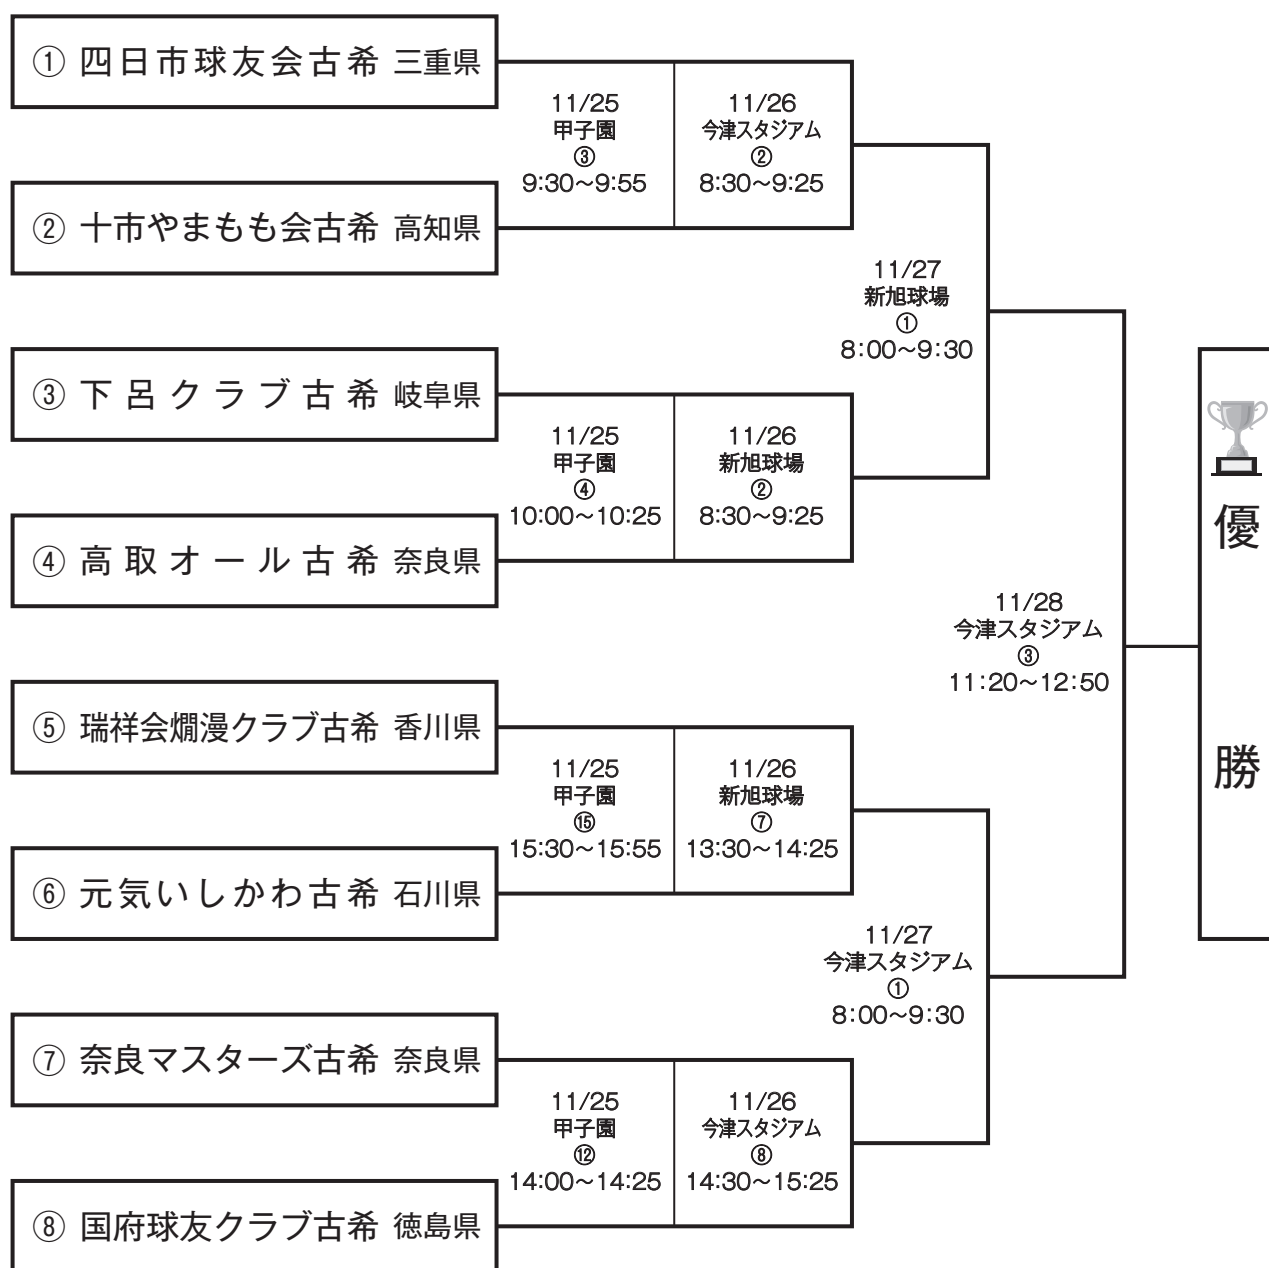 ① 四日市球友会古希 三重県
11/25
甲子園
③
9:30～9:55
11/26
今津スタジアム
②
8:30～9:25
② 十市やまもも会古希 高知県
11/27
新旭球場
①
8:00～9:30
③ 下呂クラブ古希 岐阜県
11/25
甲子園
④
10:00～10:25
11/26
新旭球場
②
8:30～9:25
④ 高取オール古希 奈良県
11/28
今津スタジアム
③
11:20～12:50
優勝
⑤ 瑞祥会燗漫クラブ古希 香川県
11/25
甲子園
⑮
15:30～15:55
11/26
新旭球場
⑦
13:30～14:25
⑥ 元気いしかわ古希 石川県
11/27
今津スタジアム
①
8:00～9:30
⑦ 奈良マスターズ古希 奈良県
11/25
甲子園
⑫
14:00～14:25
11/26
今津スタジアム
⑧
14:30～15:25
⑧ 国府球友クラブ古希 徳島県